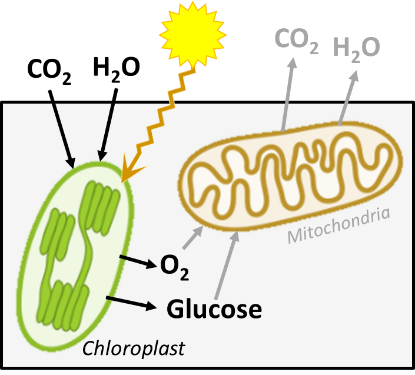 CO₂
H₂O
CO₂
H₂O
Mitochondria
O₂
Glucose
Chloroplast